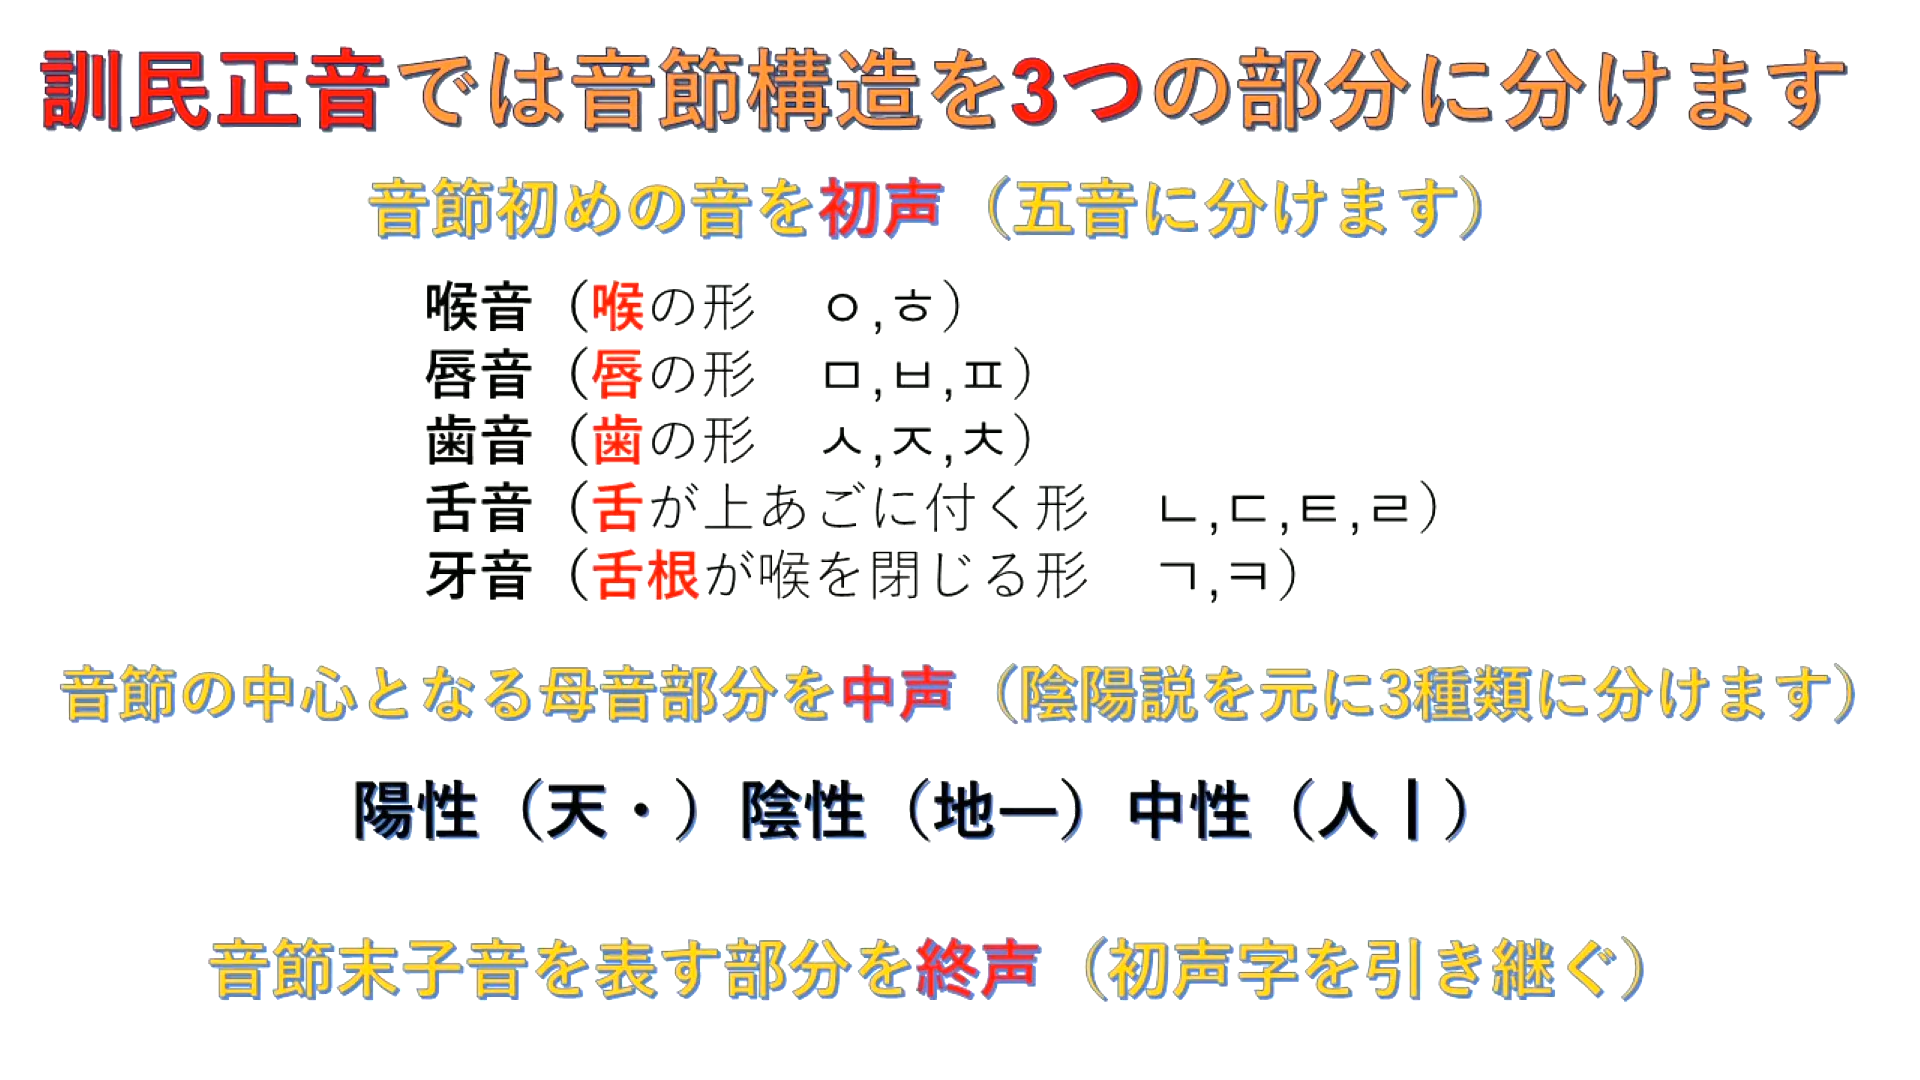 訓民正音では音節構造を3つの部分に分けます
音節初めの音を初声（五音に分けます）
喉音（喉の形　ㅇ,ㅎ）
唇音（唇の形　ㅁ,ㅂ,ㅍ）
歯音（歯の形　ㅅ,ㅈ,ㅊ）
舌音（舌が上あごに付く形　ㄴ,ㄷ,ㅌ,ㄹ）
牙音（舌根が喉を閉じる形　ㄱ,ㅋ）
音節の中心となる母音部分を中声（陰陽説を元に3種類に分けます）
陽性（天・）陰性（地ー）中性（人┃）
音節末子音を表す部分を終声（初声字を引き継ぐ）